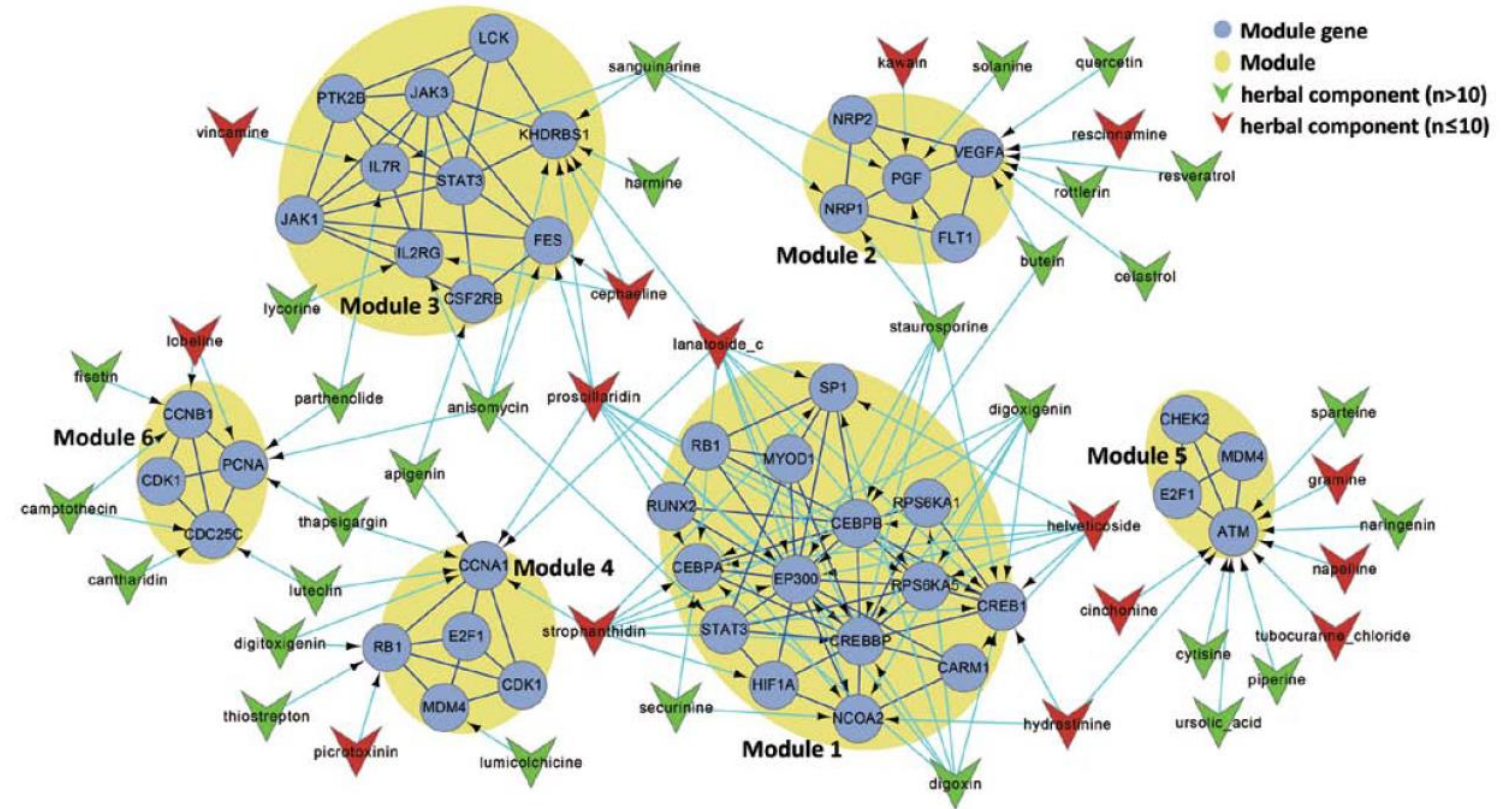 LCK
PTK2B
JAK3
KHDRBS1
IL7R
STAT3
JAK1
IL2RG
FES
CSF2RB
Module 3
vincamine
sanguinarine
harmine
lycorine
cephaeline
kawain
solanine
quercetin
Module gene
Module
herbal component (n>10)
herbal component (n≤10)
NRP2
VEGFA
PGF
NRP1
FLT1
Module 2
rescinnamine
rottlerin
resveratrol
butein
celastrol
staurosporine
lobeline
fisetin
CCNB1
Module 6
PCNA
CDK1
CDC25C
camptothecin
cantharidin
parthenolide
anisomycin
proscillaridin
lanatoside_c
apigenin
thapsigargin
luteolin
digitoxigenin
thiostrepton
picrotoxinin
lumicolchicine
CCNA1
Module 4
RB1
E2F1
CDK1
MDM4
strophanthidin
securinine
SP1
RB1
MYOD1
RUNX2
CEBPB
RPS6KA1
CEBPA
EP300
RPS6KA5
CREB1
STAT3
CREBBP
CARM1
HIF1A
NCOA2
Module 1
digoxigenin
helveticoside
hydrastinine
digoxin
CHEK2
Module 5
MDM4
E2F1
ATM
sparteine
gramine
naringenin
napelline
cinchonine
tubocurarine_chloride
cytisine
piperine
ursolic_acid